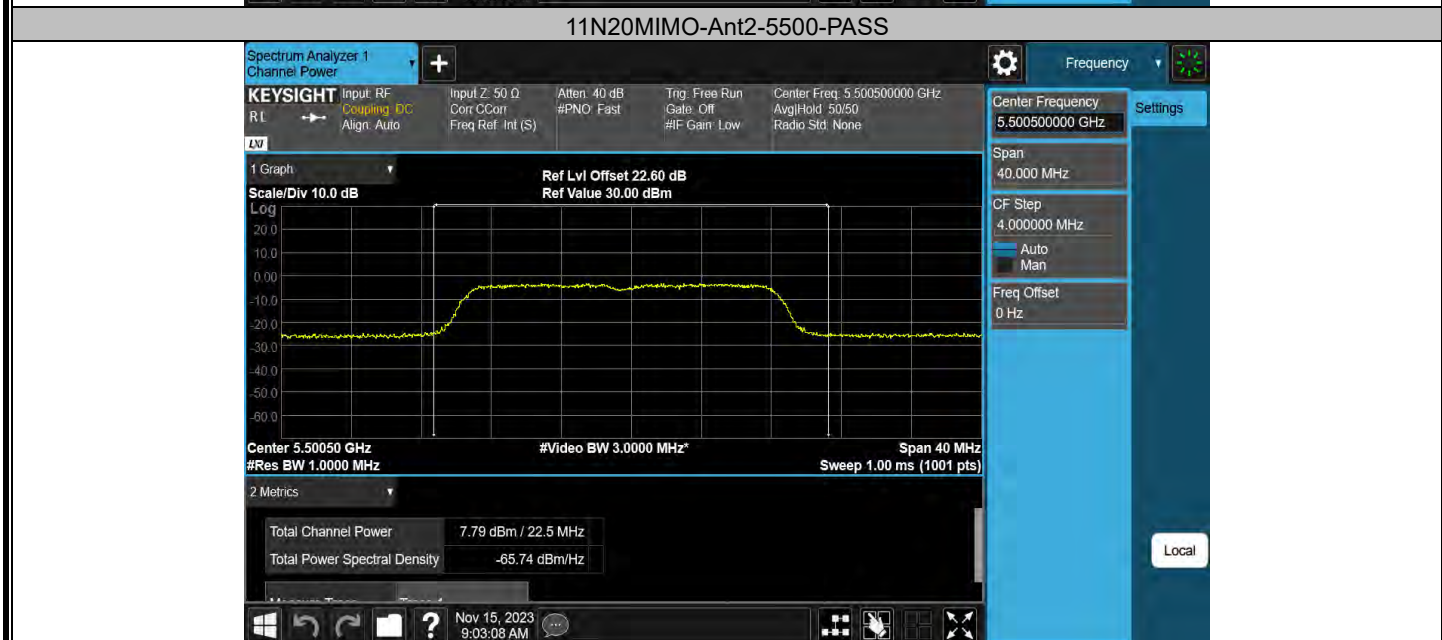 11N20MIMO-Ant2-5500-PASS
Spectrum Analyzer 1
Channel Power
Frequency
KEYSIGHT
Input: RF
Coupling: DC
Align: Auto
Input Z: 50 Ω
Corr CCorr
Freq Ref: Int (S)
Atten: 40 dB
#PNO: Fast
Trig: Free Run
Gate: Off
#IF Gain: Low
Center Freq: 5.500500000 GHz
Avg|Hold: 50/50
Radio Std: None
LXI
Center Frequency
5.500500000 GHz
Settings
Span
40.000 MHz
CF Step
4.000000 MHz
Auto
Man
Freq Offset
0 Hz
1 Graph
Ref Lvl Offset 22.60 dB
Scale/Div 10.0 dB
Ref Value 30.00 dBm
Log
20.0
10.0
0.00
-10.0
-20.0
-30.0
-40.0
-50.0
-60.0
Center 5.50050 GHz
#Video BW 3.0000 MHz*
Span 40 MHz
#Res BW 1.0000 MHz
Sweep 1.00 ms (1001 pts)
2 Metrics
Total Channel Power
7.79 dBm / 22.5 MHz
Total Power Spectral Density
-65.74 dBm/Hz
Local
?
Nov 15, 2023
9:03:08 AM